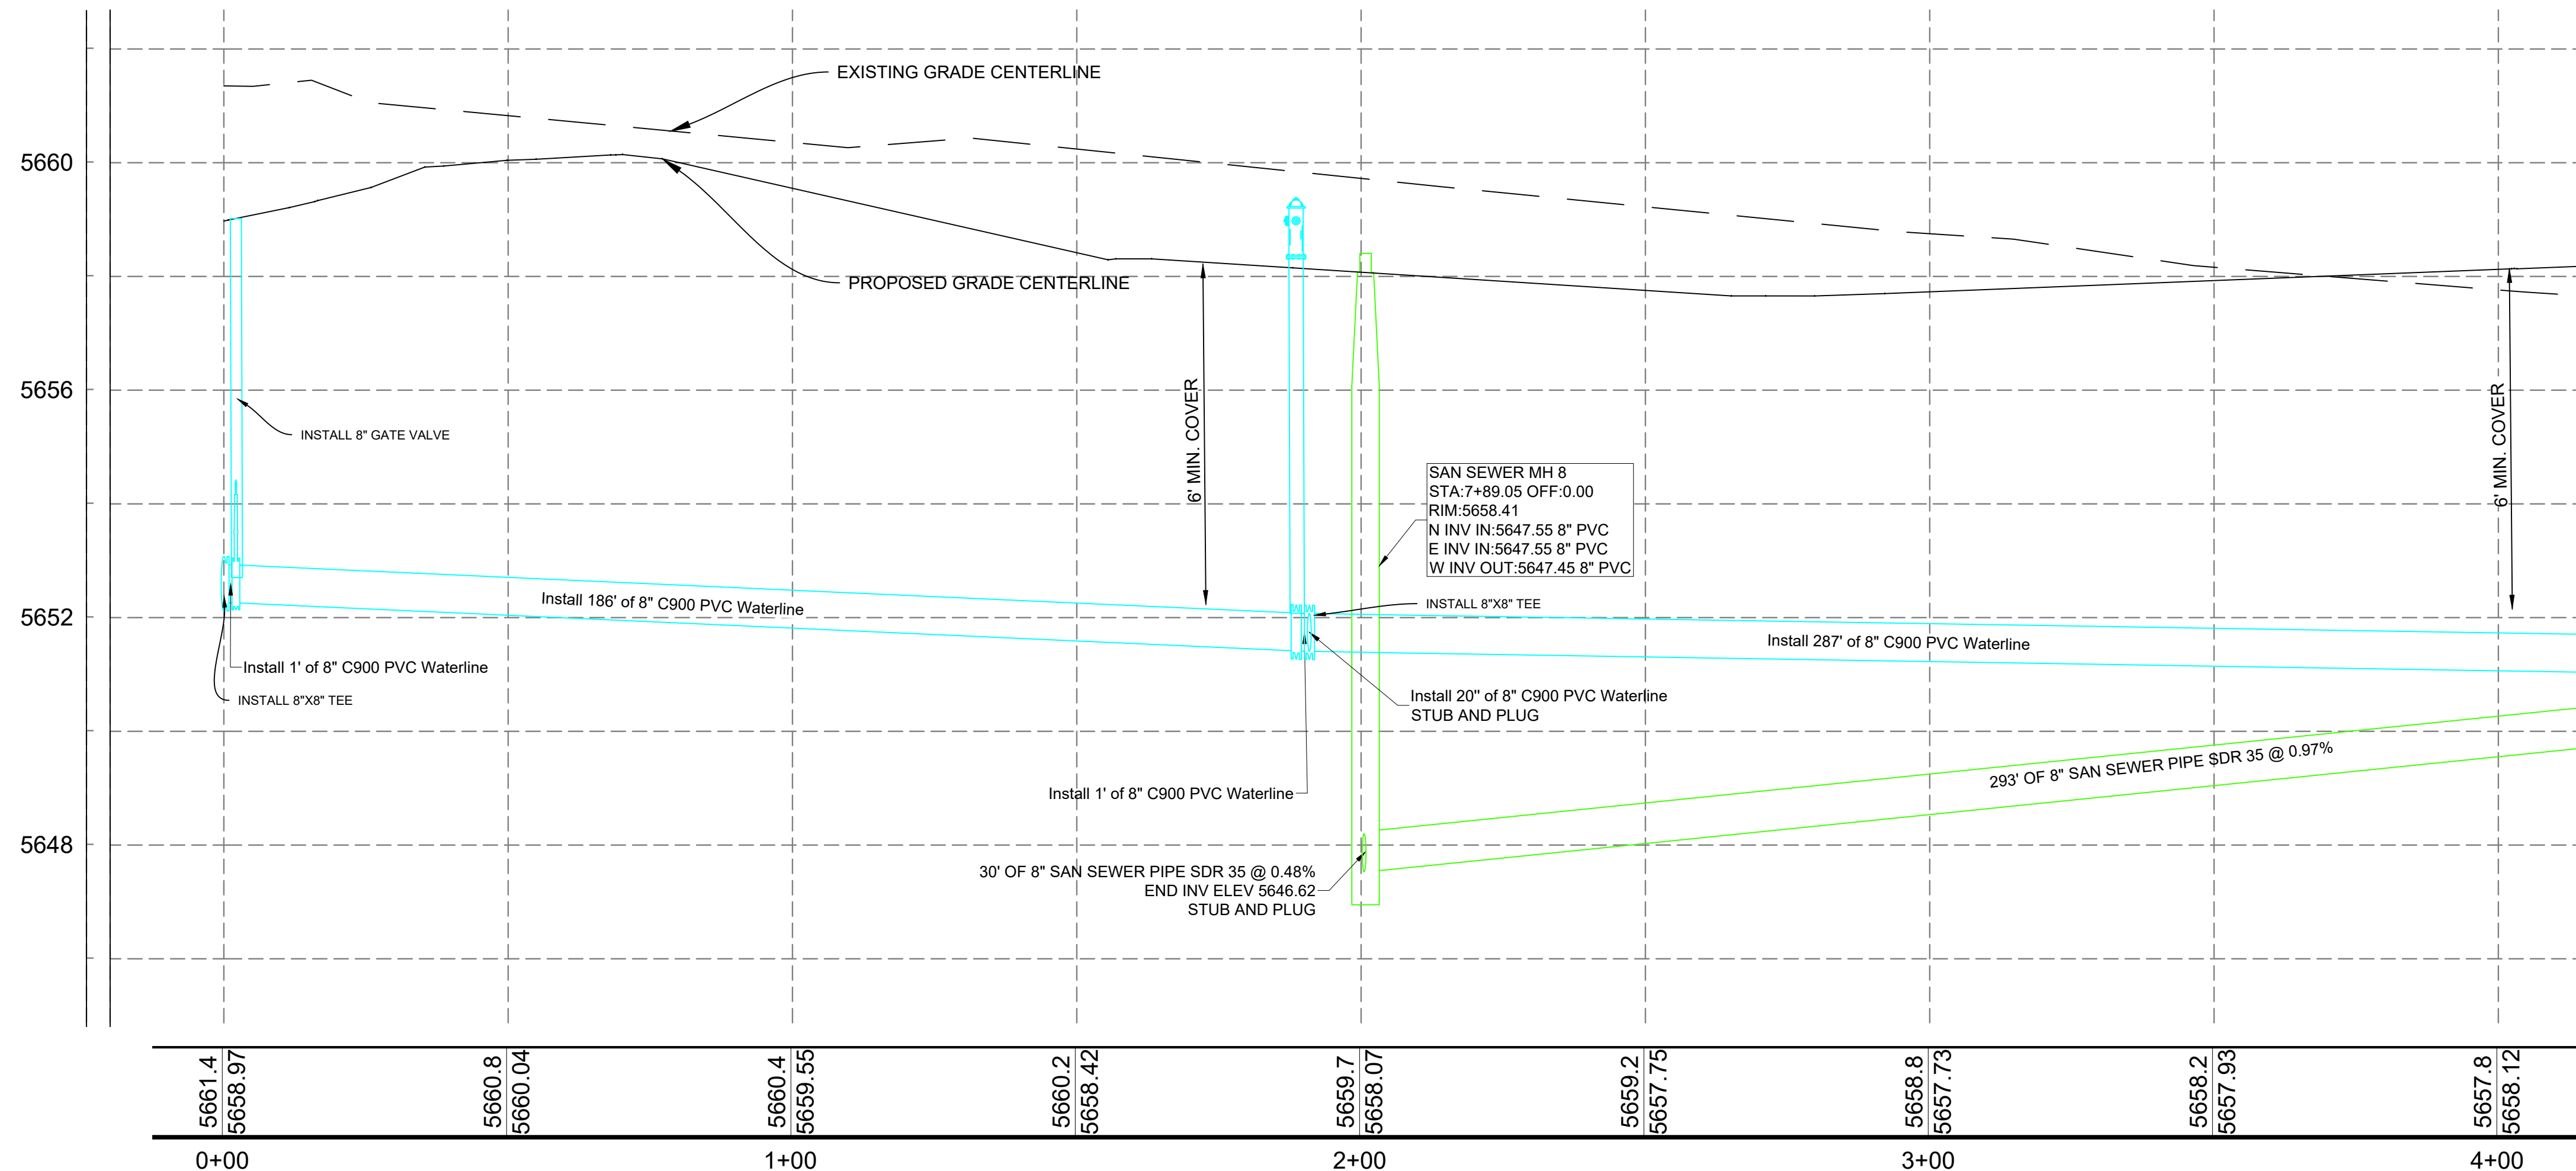 EXISTING GRADE CENTERLINE
5660
PROPOSED GRADE CENTERLINE
5656
6' MIN. COVER
6' MIN. COVER
INSTALL 8" GATE VALVE
SAN SEWER MH 8
STA:7+89.05 OFF:0.00
RIM:5658.41
N INV IN:5647.55 8" PVC
E INV IN:5647.55 8" PVC
W INV OUT:5647.45 8" PVC
5652
Install 186' of 8" C900 PVC Waterline
INSTALL 8"X8" TEE
Install 287' of 8" C900 PVC Waterline
Install 1' of 8" C900 PVC Waterline
INSTALL 8"X8" TEE
Install 20" of 8" C900 PVC Waterline
STUB AND PLUG
293' OF 8" SAN SEWER PIPE SDR 35 @ 0.97%
Install 1' of 8" C900 PVC Waterline
5648
30' OF 8" SAN SEWER PIPE SDR 35 @ 0.48%
END INV ELEV 5646.62
STUB AND PLUG
5661.4
5658.97
5660.8
5660.04
5660.4
5659.55
5660.2
5658.42
5659.7
5658.07
5659.2
5657.75
5658.8
5657.73
5658.2
5657.93
5657.8
5658.12
0+00
1+00
2+00
3+00
4+00